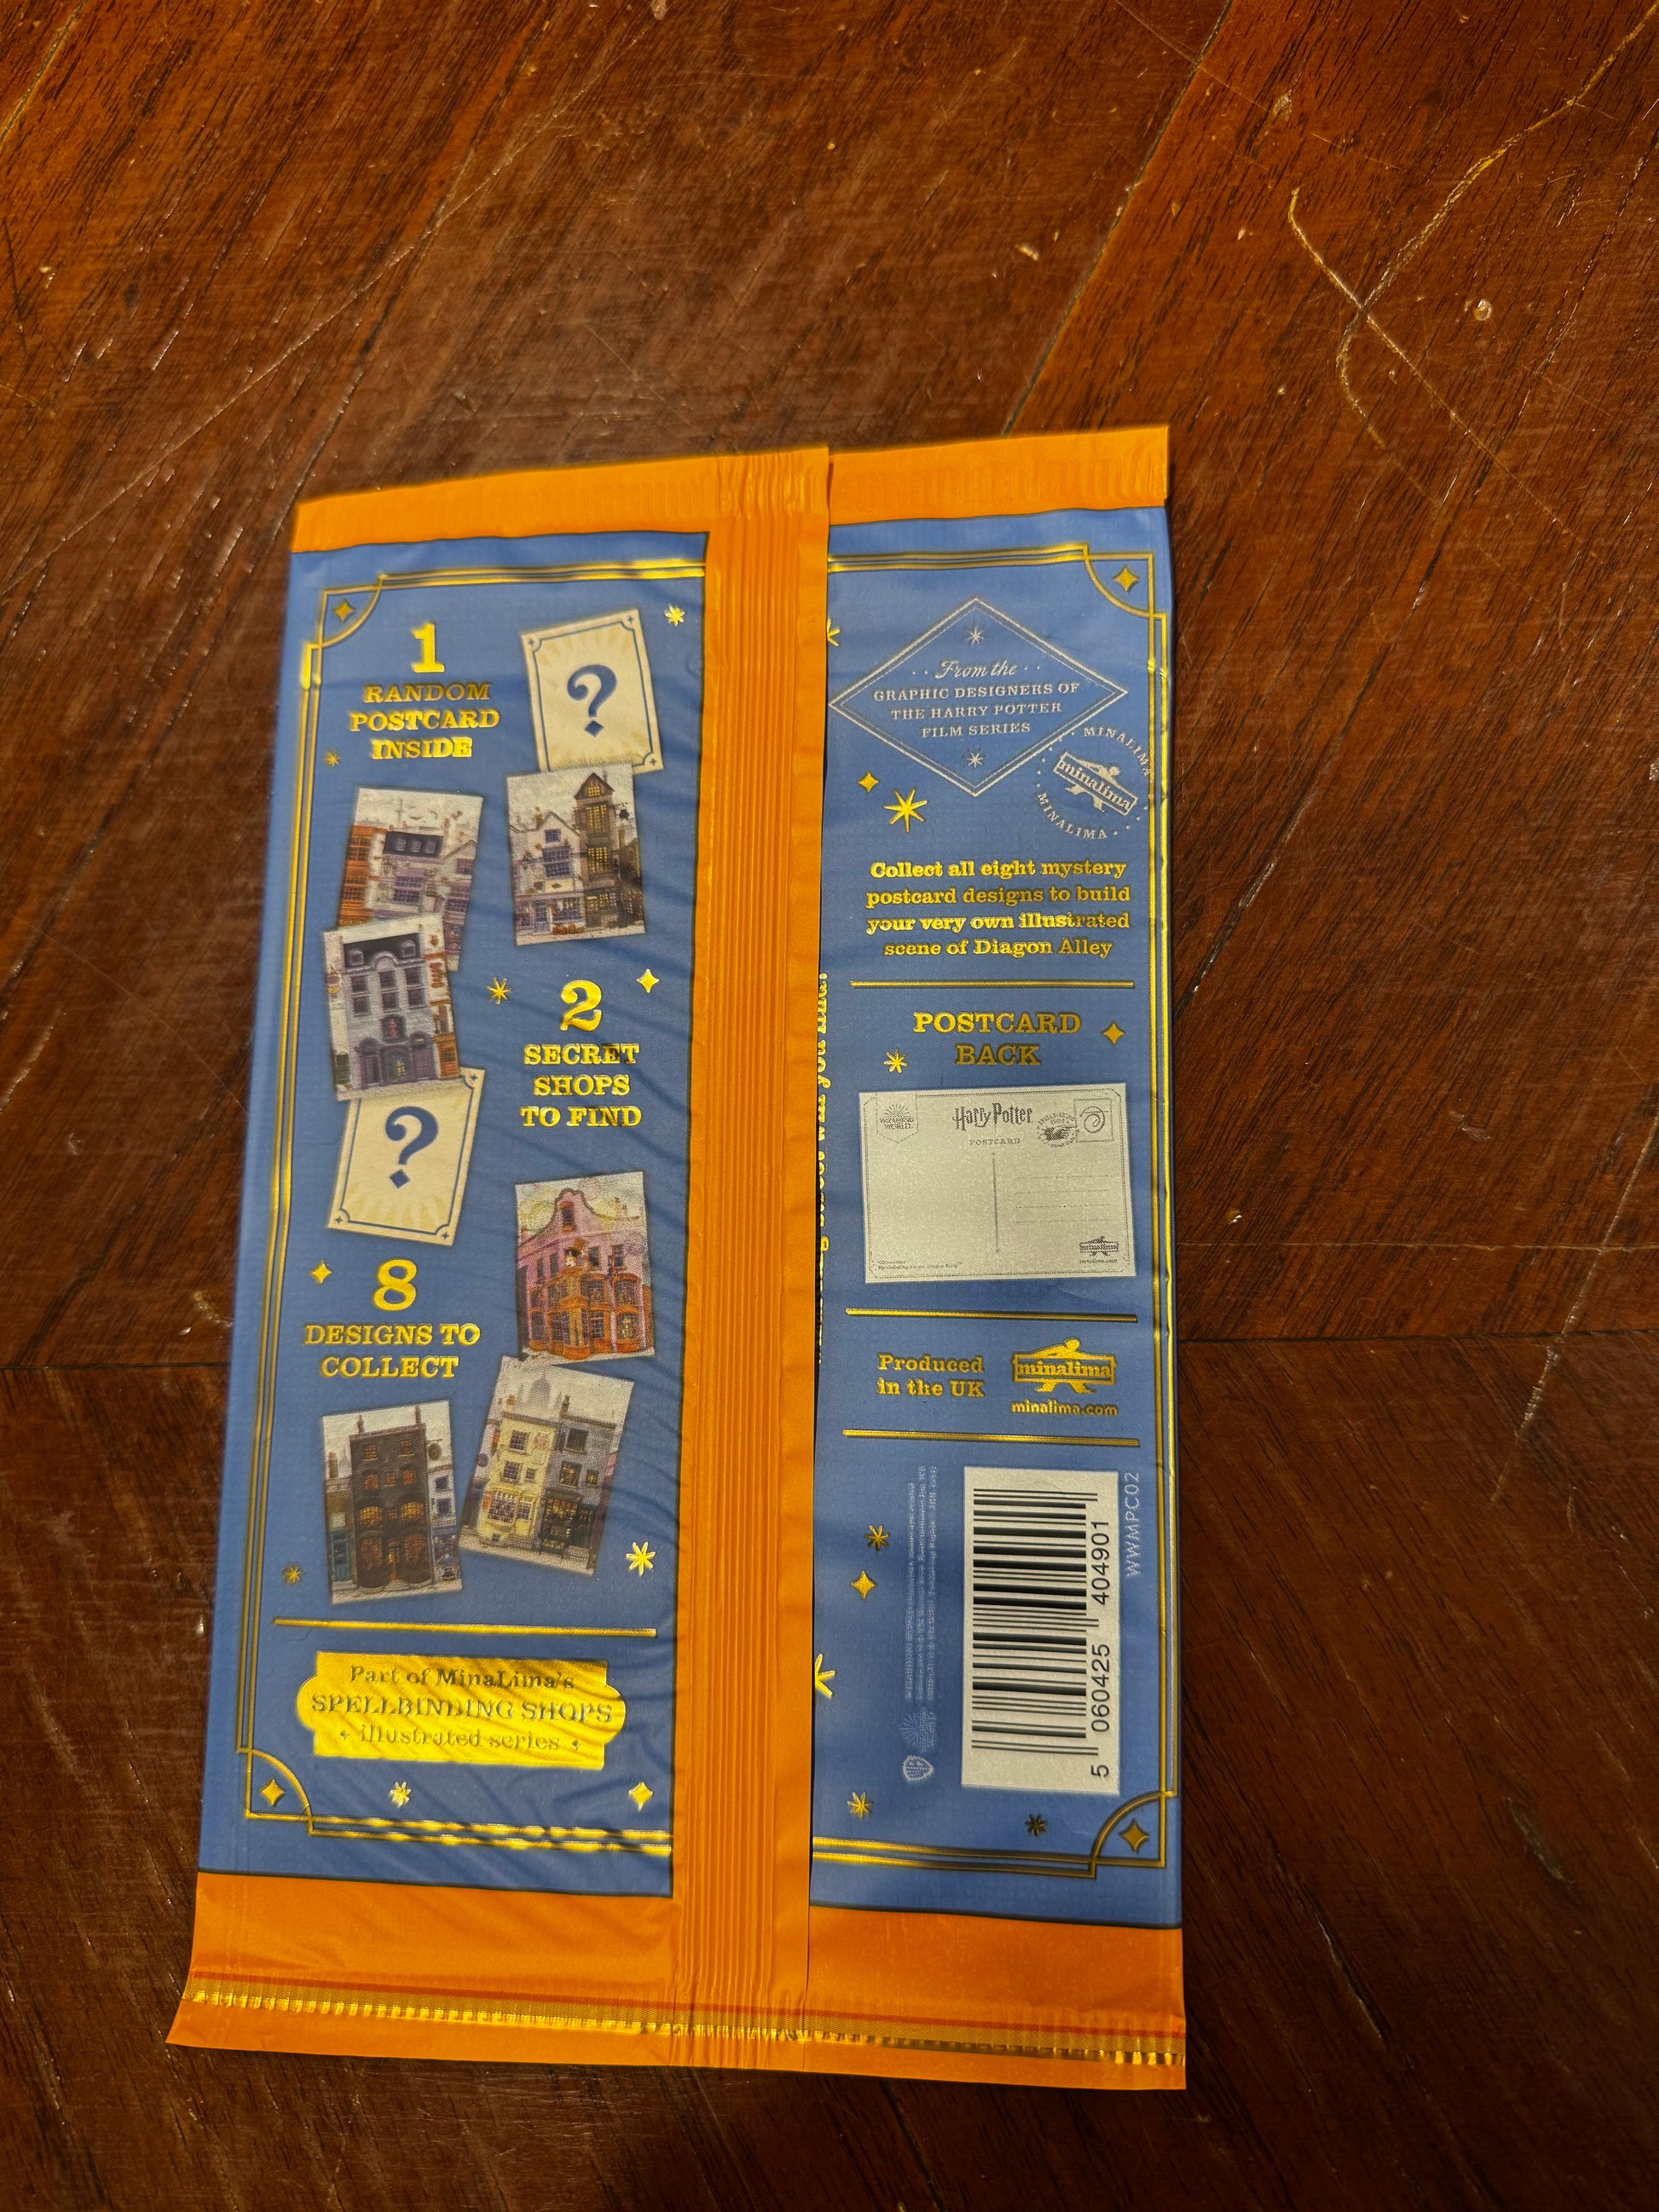 1
RANDOM
POSTCARD
INSIDE
?
2
SECRET
SHOPS
TO FIND
?
8
DESIGNS TO
COLLECT
Part of MinaLima's
SPELLBINDING SHOPS
illustrated series
From the
GRAPHIC DESIGNERS OF
THE HARRY POTTER
FILM SERIES
MINALIMA
minalima
MINALIMA
Collect all eight mystery
postcard designs to build
your very own illustrated
scene of Diagon Alley
POSTCARD
BACK
WORLD
Harry Potter
POSTCARD
minalima.com
Produced
in the UK
minalima
minalima.com
WWMPC02
5 060425 404901